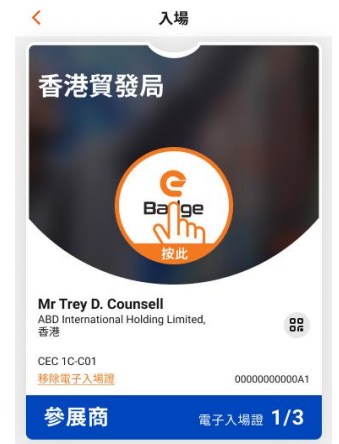 入場
香港貿發局
Badge
按此
Mr Trey D. Counsell
ABD International Holding Limited,
香港
CEC 1C-C01
移除電子入場證
00000000000A1
參展商
電子入場證 1/3